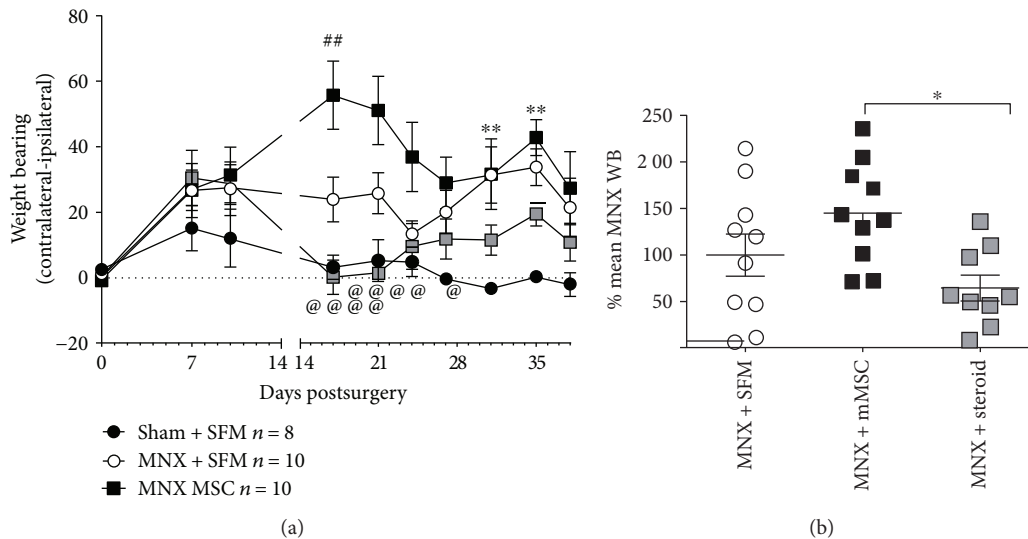 80
60
40
20
0
−20
Weight bearing
(contralateral-ipsilateral)
##
**
**
@ @ @ @ @ @
@ @ @ @
0 7 14 14 21 28 35
Days postsurgery
Sham + SFM n = 8
MNX + SFM n = 10
MNX MSC n = 10
(a)
*
250
2 00
150
100
50
% mean MNX WB
MNX + SFM
MNX + mMSC
MNX + steroid
(b)